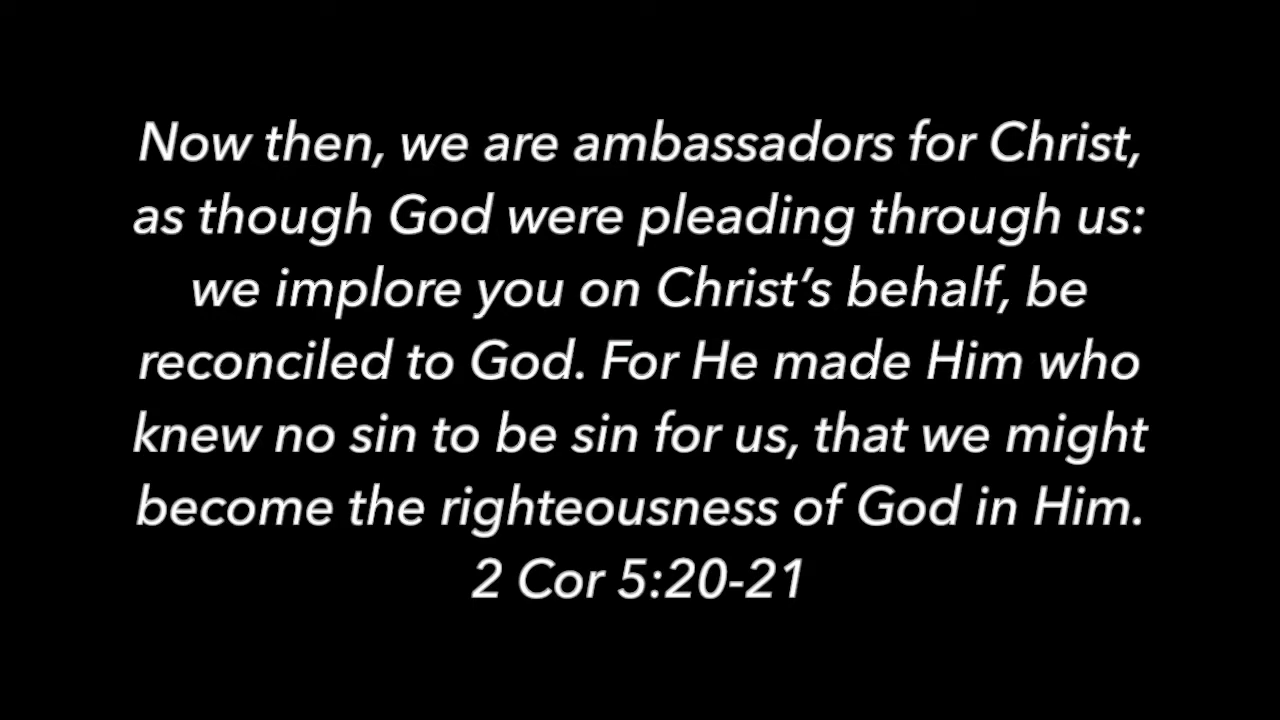 Now then, we are ambassadors for Christ,
as though God were pleading through us:
we implore you on Christ’s behalf, be
reconciled to God. For He made Him who
knew no sin to be sin for us, that we might
become the righteousness of God in Him.
2 Cor 5:20-21